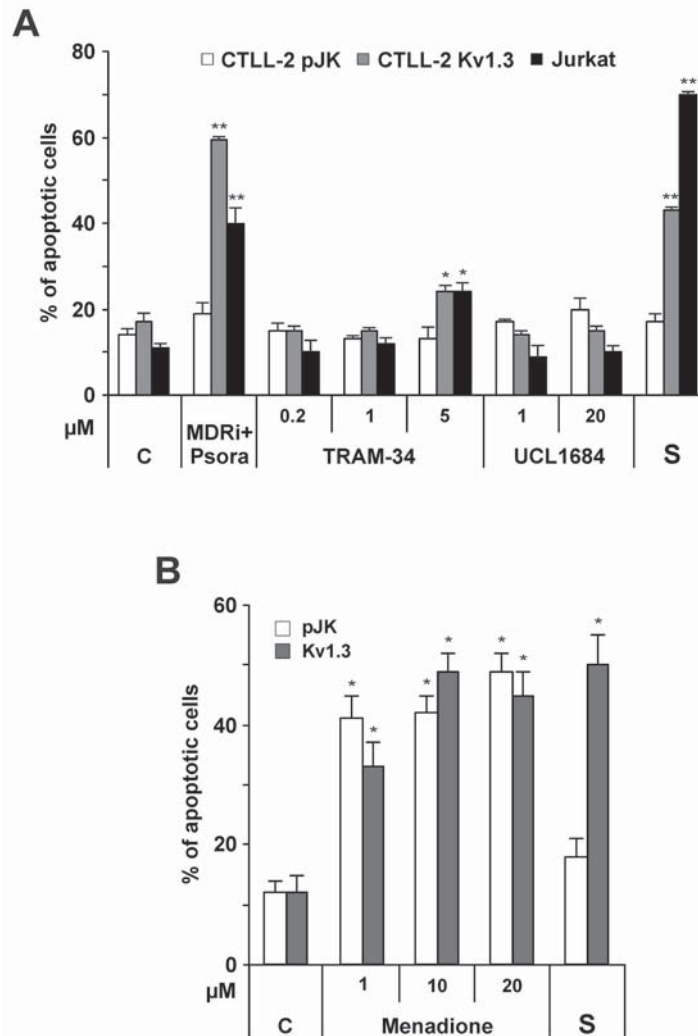 A
80
CTLL-2 pJK CTLL-2 Kv1.3 Jurkat
60
40
20
0
% of apoptotic cells
** ** * * ** **
µM 0.2 1 5 1 20
C MDRi+ Psora TRAM-34 UCL1684 S
B
60
pJK
Kv1.3
40
20
0
% of apoptotic cells
* * * * * * *
µM 1 10 20
C Menadione S